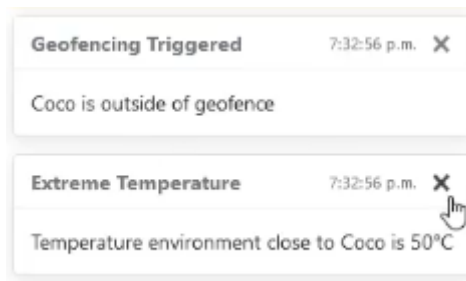 Geofencing Triggered 7:32:56 p.m.
Coco is outside of geofence
Extreme Temperature 7:32:56 p.m.
Temperature environment close to Coco is 50°C